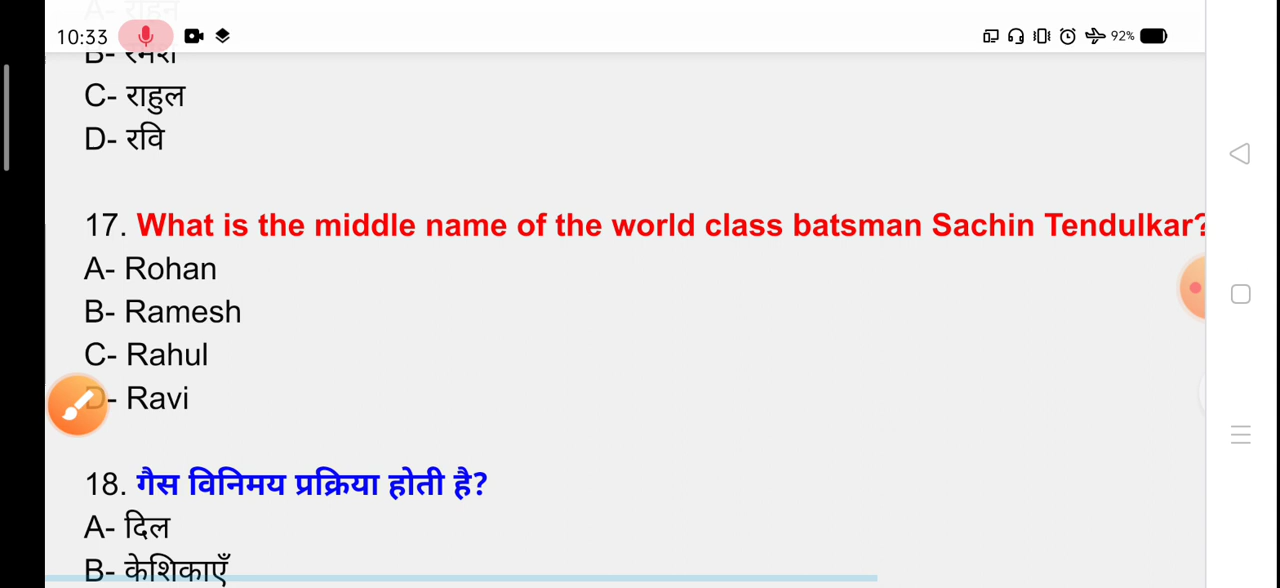 10:33
92%
C- राहुल
D- रवि
17. What is the middle name of the world class batsman Sachin Tendulkar?
A- Rohan
B- Ramesh
C- Rahul
D- Ravi
18. गैस विनिमय प्रक्रिया होती है?
A- दिल
B- केशिकाएँ